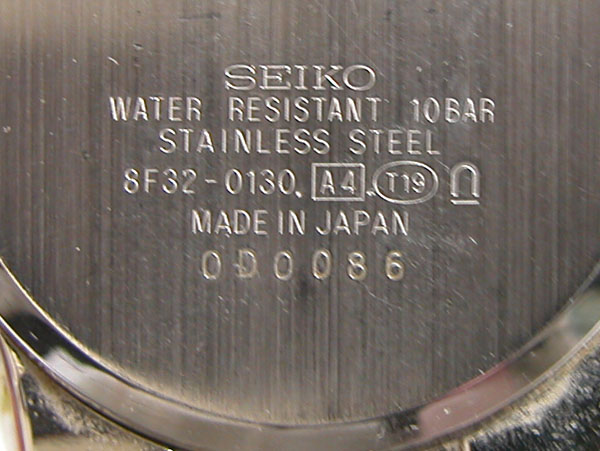 SEIKO
WATER RESISTANT 10BAR
STAINLESS STEEL
8F32-0130. A4. T19
MADE IN JAPAN
0D0086